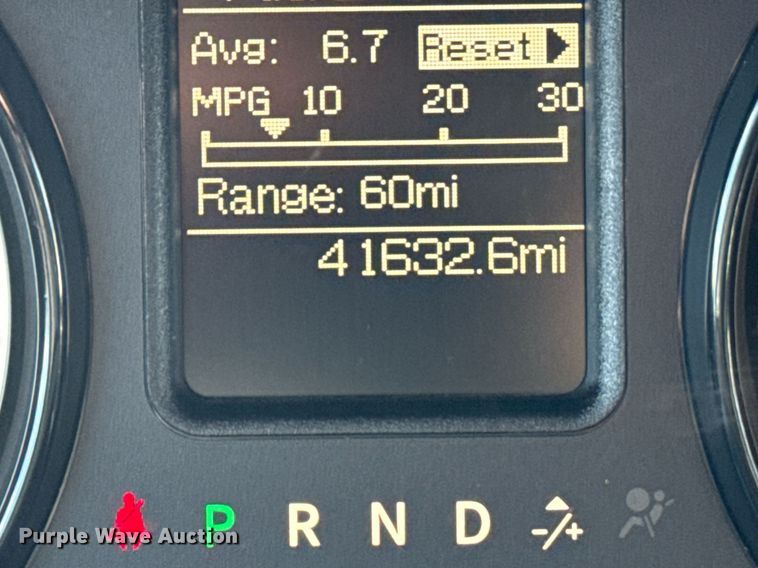 Avg: 6.7 Reset
MPG 10 20 30
Range: 60mi
41632.6mi
P R N D -/+
Purple Wave Auction